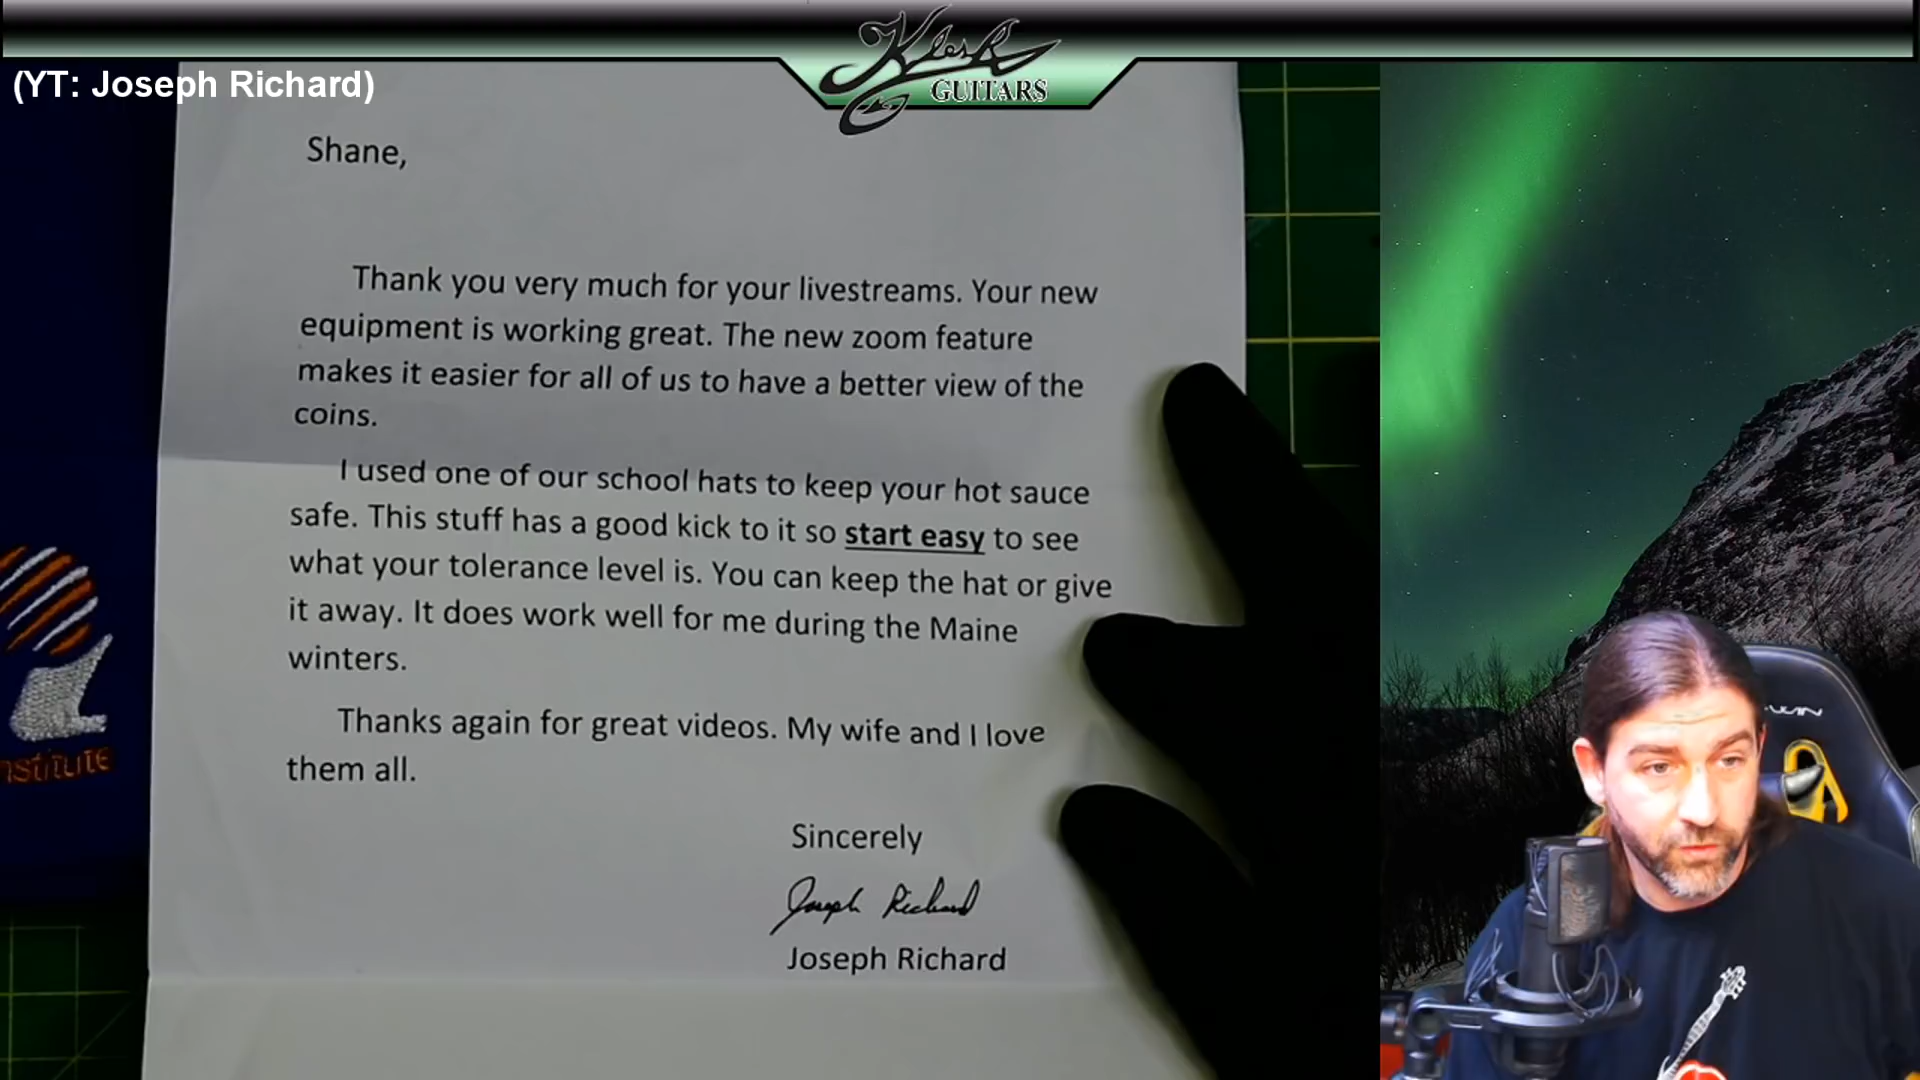 KlesR
GUITARS
(YT: Joseph Richard)
Shane,
Thank you very much for your livestreams. Your new
equipment is working great. The new zoom feature
makes it easier for all of us to have a better view of the
coins.
I used one of our school hats to keep your hot sauce
safe. This stuff has a good kick to it so start easy to see
what your tolerance level is. You can keep the hat or give
it away. It does work well for me during the Maine
winters.
Thanks again for great videos. My wife and I love
them all.
Sincerely
Joseph Richard
Joseph Richard
nstitute